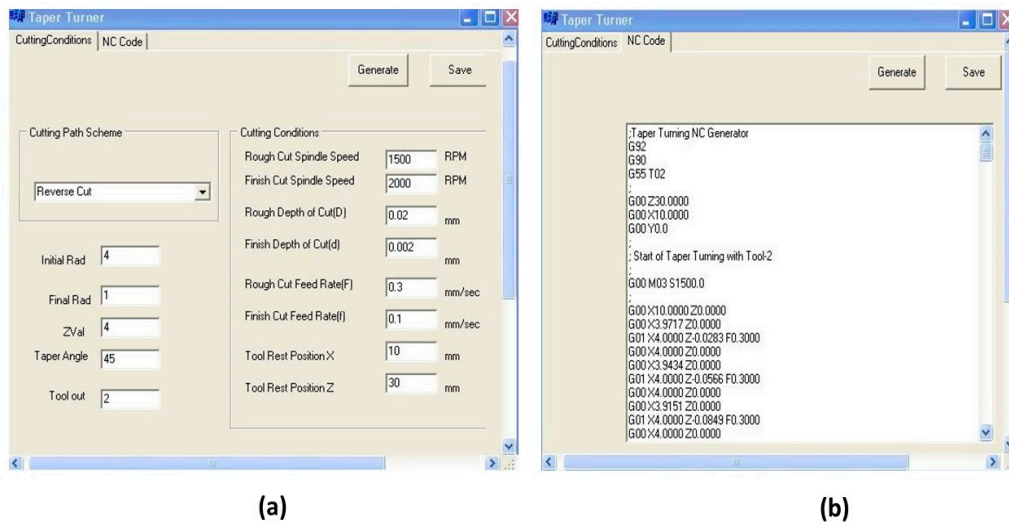 Taper Turner
CuttingConditions NC Code
Generate Save
Cutting Path Scheme
Reverse Cut
Initial Rad 4
Final Rad 1
ZVal 4
Taper Angle 45
Tool out 2
Cutting Conditions
Rough Cut Spindle Speed 1500 RPM
Finish Cut Spindle Speed 2000 RPM
Rough Depth of Cut(D) 0.02 mm
Finish Depth of Cut(d) 0.002 mm
Rough Cut Feed Rate(F) 0.3 mm/sec
Finish Cut Feed Rate(f) 0.1 mm/sec
Tool Rest Position X 10 mm
Tool Rest Position Z 30 mm
(a)
Taper Turner
CuttingConditions NC Code
Generate Save
;Taper Turning NC Generator
G92
G90
G55 T02
;
G00 Z30.0000
G00 X10.0000
G00 Y0.0
;
; Start of Taper Turning with Tool-2
;
G00 M03 S1500.0
;
G00 X10.0000 Z0.0000
G00 X3.9717 Z0.0000
G01 X4.0000 Z-0.0283 F0.3000
G00 X4.0000 Z0.0000
G00 X3.9434 Z0.0000
G01 X4.0000 Z-0.0566 F0.3000
G00 X4.0000 Z0.0000
G00 X3.9151 Z0.0000
G01 X4.0000 Z-0.0849 F0.3000
G00 X4.0000 Z0.0000
(b)